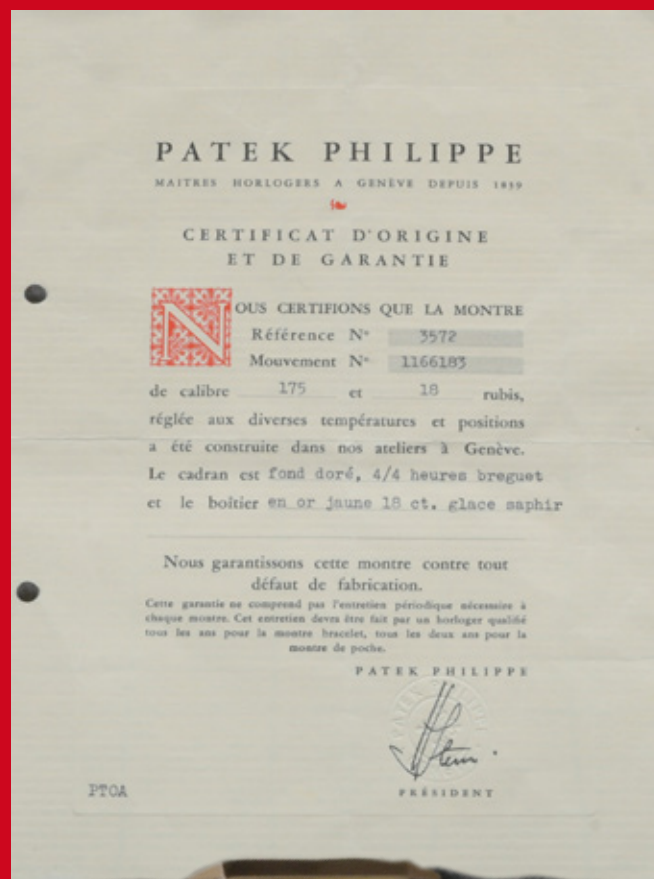 PATEK PHILIPPE
MAITRES HORLOGERS A GENÈVE DEPUIS 1839
CERTIFICAT D'ORIGINE
ET DE GARANTIE
NOUS CERTIFIONS QUE LA MONTRE
Référence Nº 3572
Mouvement Nº 1166183
de calibre 175 et 18 rubis,
réglée aux diverses températures et positions
a été construite dans nos ateliers à Genève.
Le cadran est fond doré, 4/4 heures breguet
et le boîtier en or jaune 18 ct. glace saphir
Nous garantissons cette montre contre tout
défaut de fabrication.
Cette garantie ne comprend pas l'entretien périodique nécessaire à
chaque montre. Cet entretien devra être fait par un horloger qualifié
tous les ans pour la montre bracelet, tous les deux ans pour la
montre de poche.
PATEK PHILIPPE
PATEK PHILIPPE
PRÉSIDENT
PTOA